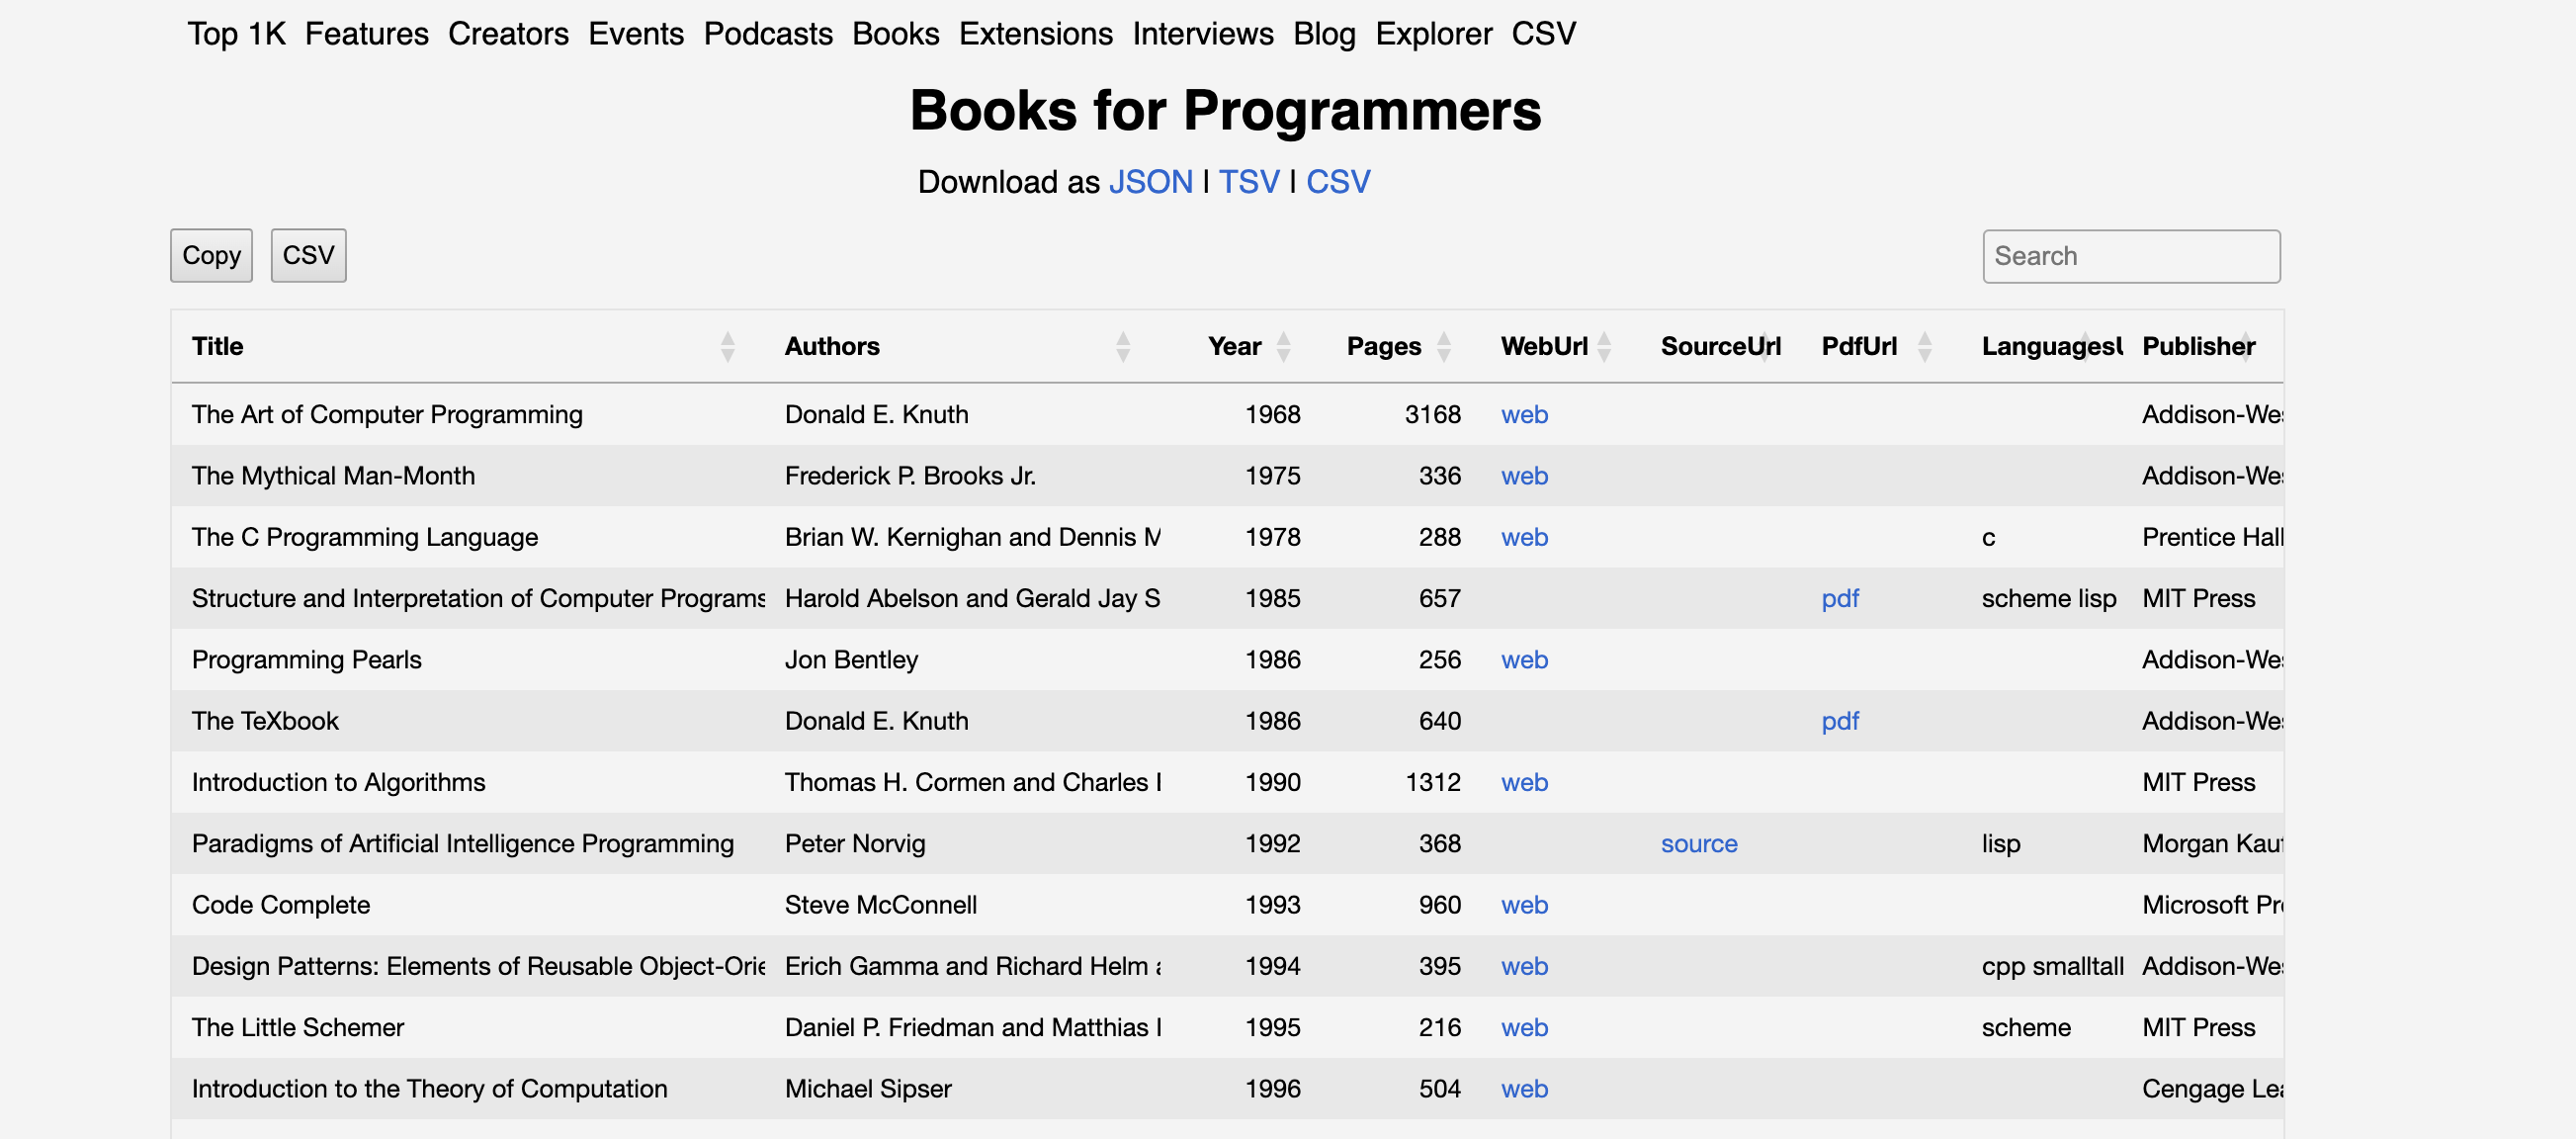 Top 1K Features Creators Events Podcasts Books Extensions Interviews Blog Explorer CSV
Books for Programmers
Download as JSON | TSV | CSV
Copy CSV Search
Title Authors Year Pages WebUrl SourceUrl PdfUrl Languages Publisher
The Art of Computer Programming Donald E. Knuth 1968 3168 web Addison-Wes
The Mythical Man-Month Frederick P. Brooks Jr. 1975 336 web Addison-Wes
The C Programming Language Brian W. Kernighan and Dennis M 1978 288 web c Prentice Hall
Structure and Interpretation of Computer Programs Harold Abelson and Gerald Jay S 1985 657 pdf scheme lisp MIT Press
Programming Pearls Jon Bentley 1986 256 web Addison-Wes
The TeXbook Donald E. Knuth 1986 640 pdf Addison-Wes
Introduction to Algorithms Thomas H. Cormen and Charles 1990 1312 web MIT Press
Paradigms of Artificial Intelligence Programming Peter Norvig 1992 368 source lisp Morgan Kau
Code Complete Steve McConnell 1993 960 web Microsoft Pr
Design Patterns: Elements of Reusable Object-Orie Erich Gamma and Richard Helm 1994 395 web cpp smalltal Addison-Wes
The Little Schemer Daniel P. Friedman and Matthias 1995 216 web scheme MIT Press
Introduction to the Theory of Computation Michael Sipser 1996 504 web Cengage Lea